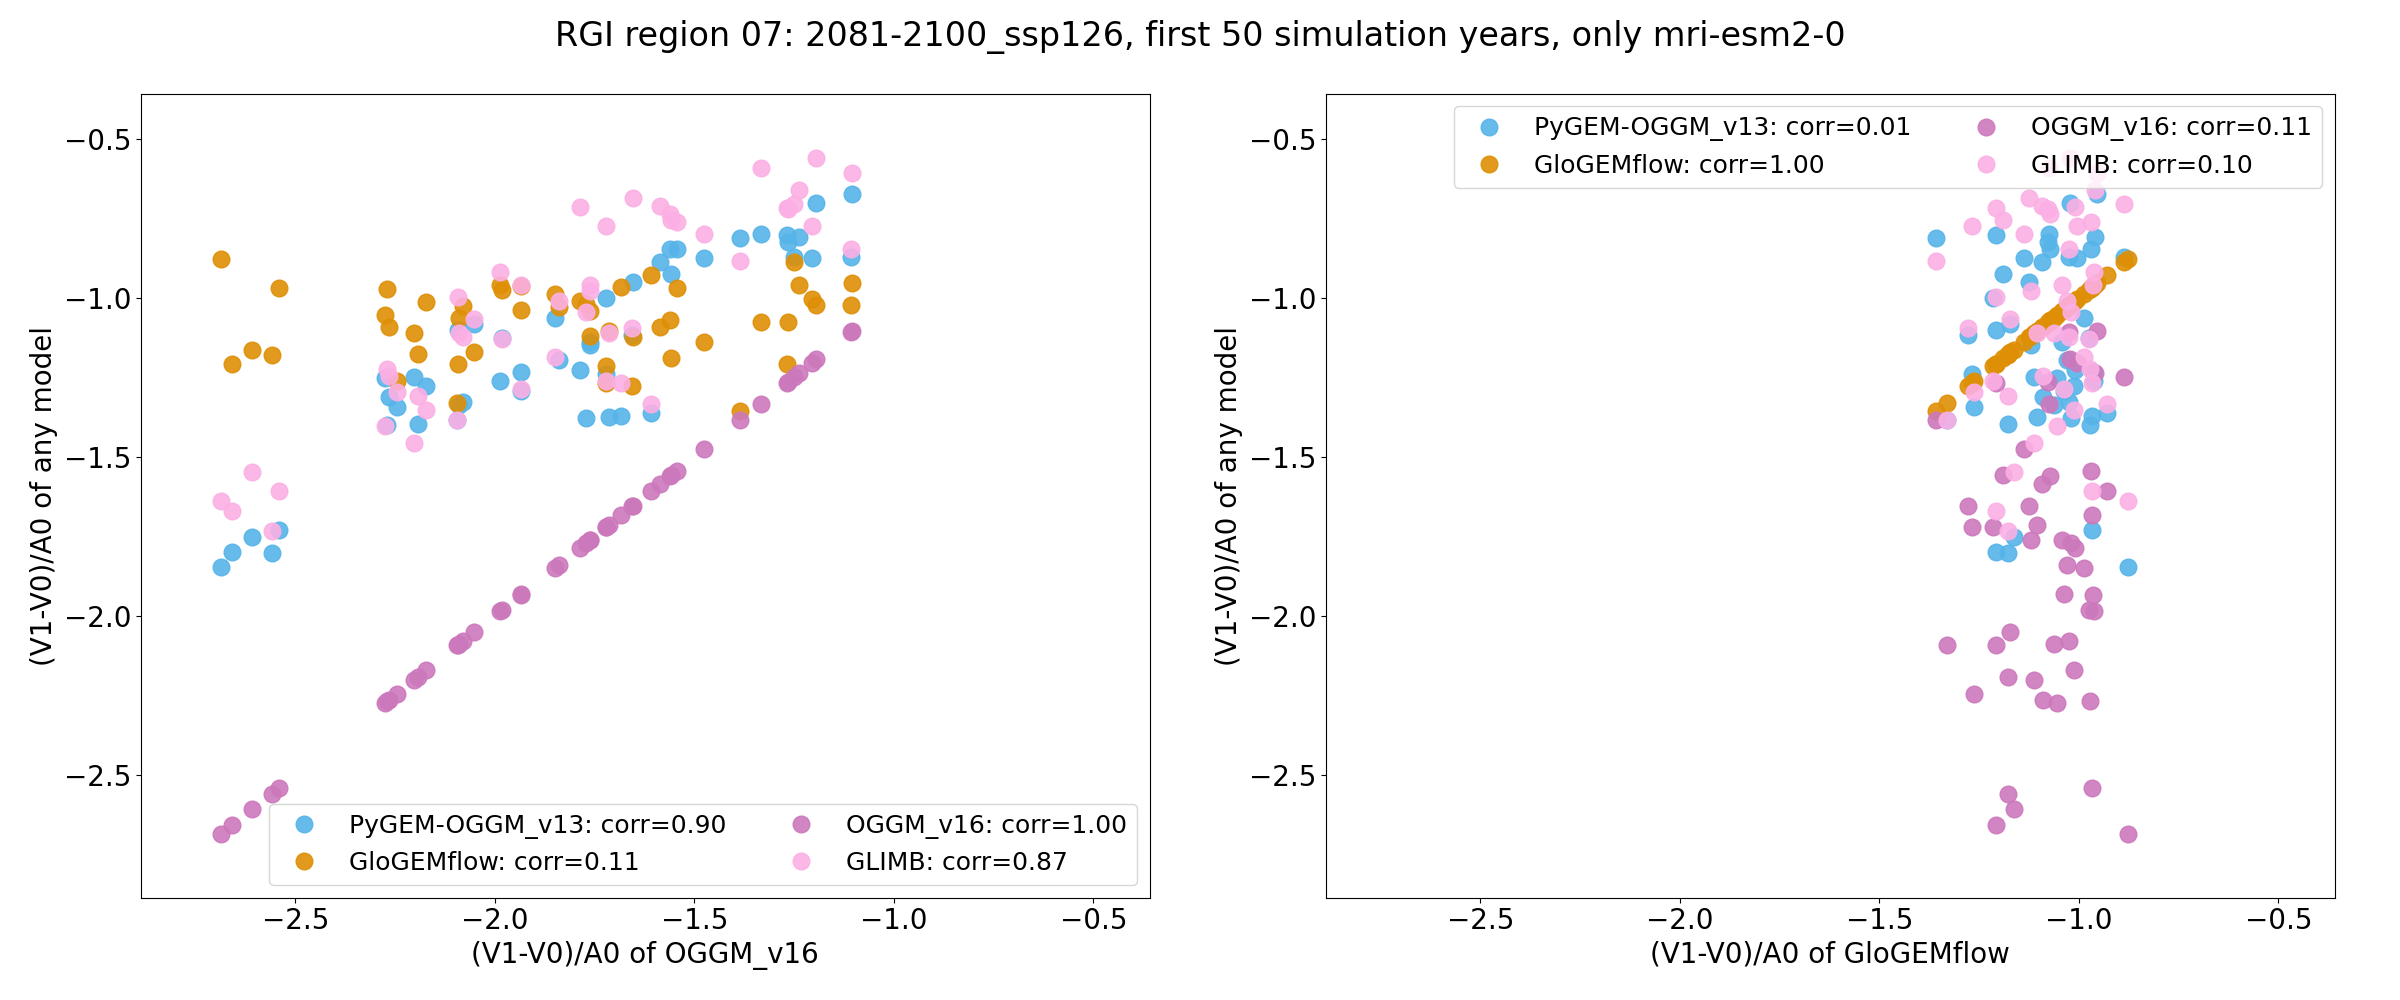 RGI region 07: 2081-2100_ssp126, first 50 simulation years, only mri-esm2-0
(V1-V0)/A0 of any model
−0.5
−1.0
−1.5
−2.0
−2.5
PyGEM-OGGM_v13: corr=0.90
GloGEMflow: corr=0.11
OGGM_v16: corr=1.00
GLIMB: corr=0.87
−2.5 −2.0 −1.5 −1.0 −0.5
(V1-V0)/A0 of OGGM_v16
(V1-V0)/A0 of any model
−0.5
−1.0
−1.5
−2.0
−2.5
PyGEM-OGGM_v13: corr=0.01
GloGEMflow: corr=1.00
OGGM_v16: corr=0.11
GLIMB: corr=0.10
−2.5 −2.0 −1.5 −1.0 −0.5
(V1-V0)/A0 of GloGEMflow